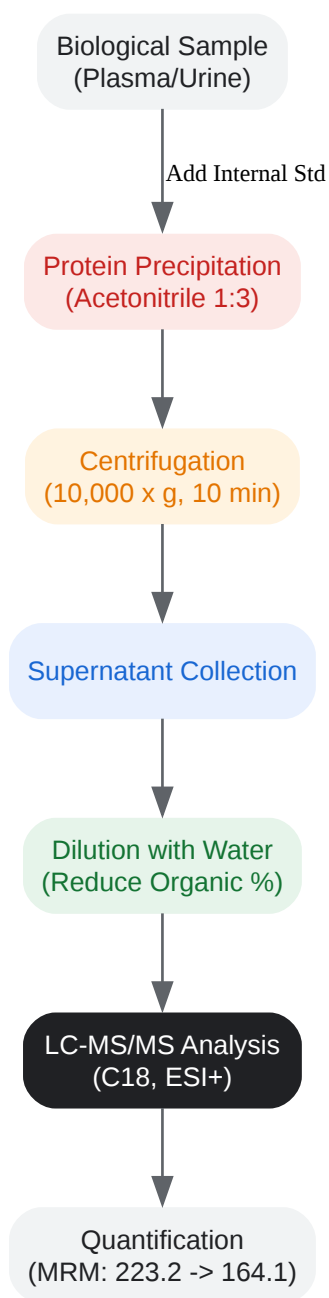 Biological Sample
(Plasma/Urine)
Add Internal Std
Protein Precipitation
(Acetonitrile 1:3)
Centrifugation
(10,000 x g, 10 min)
Supernatant Collection
Dilution with Water
(Reduce Organic %)
LC-MS/MS Analysis
(C18, ESI+)
Quantification
(MRM: 223.2 -> 164.1)